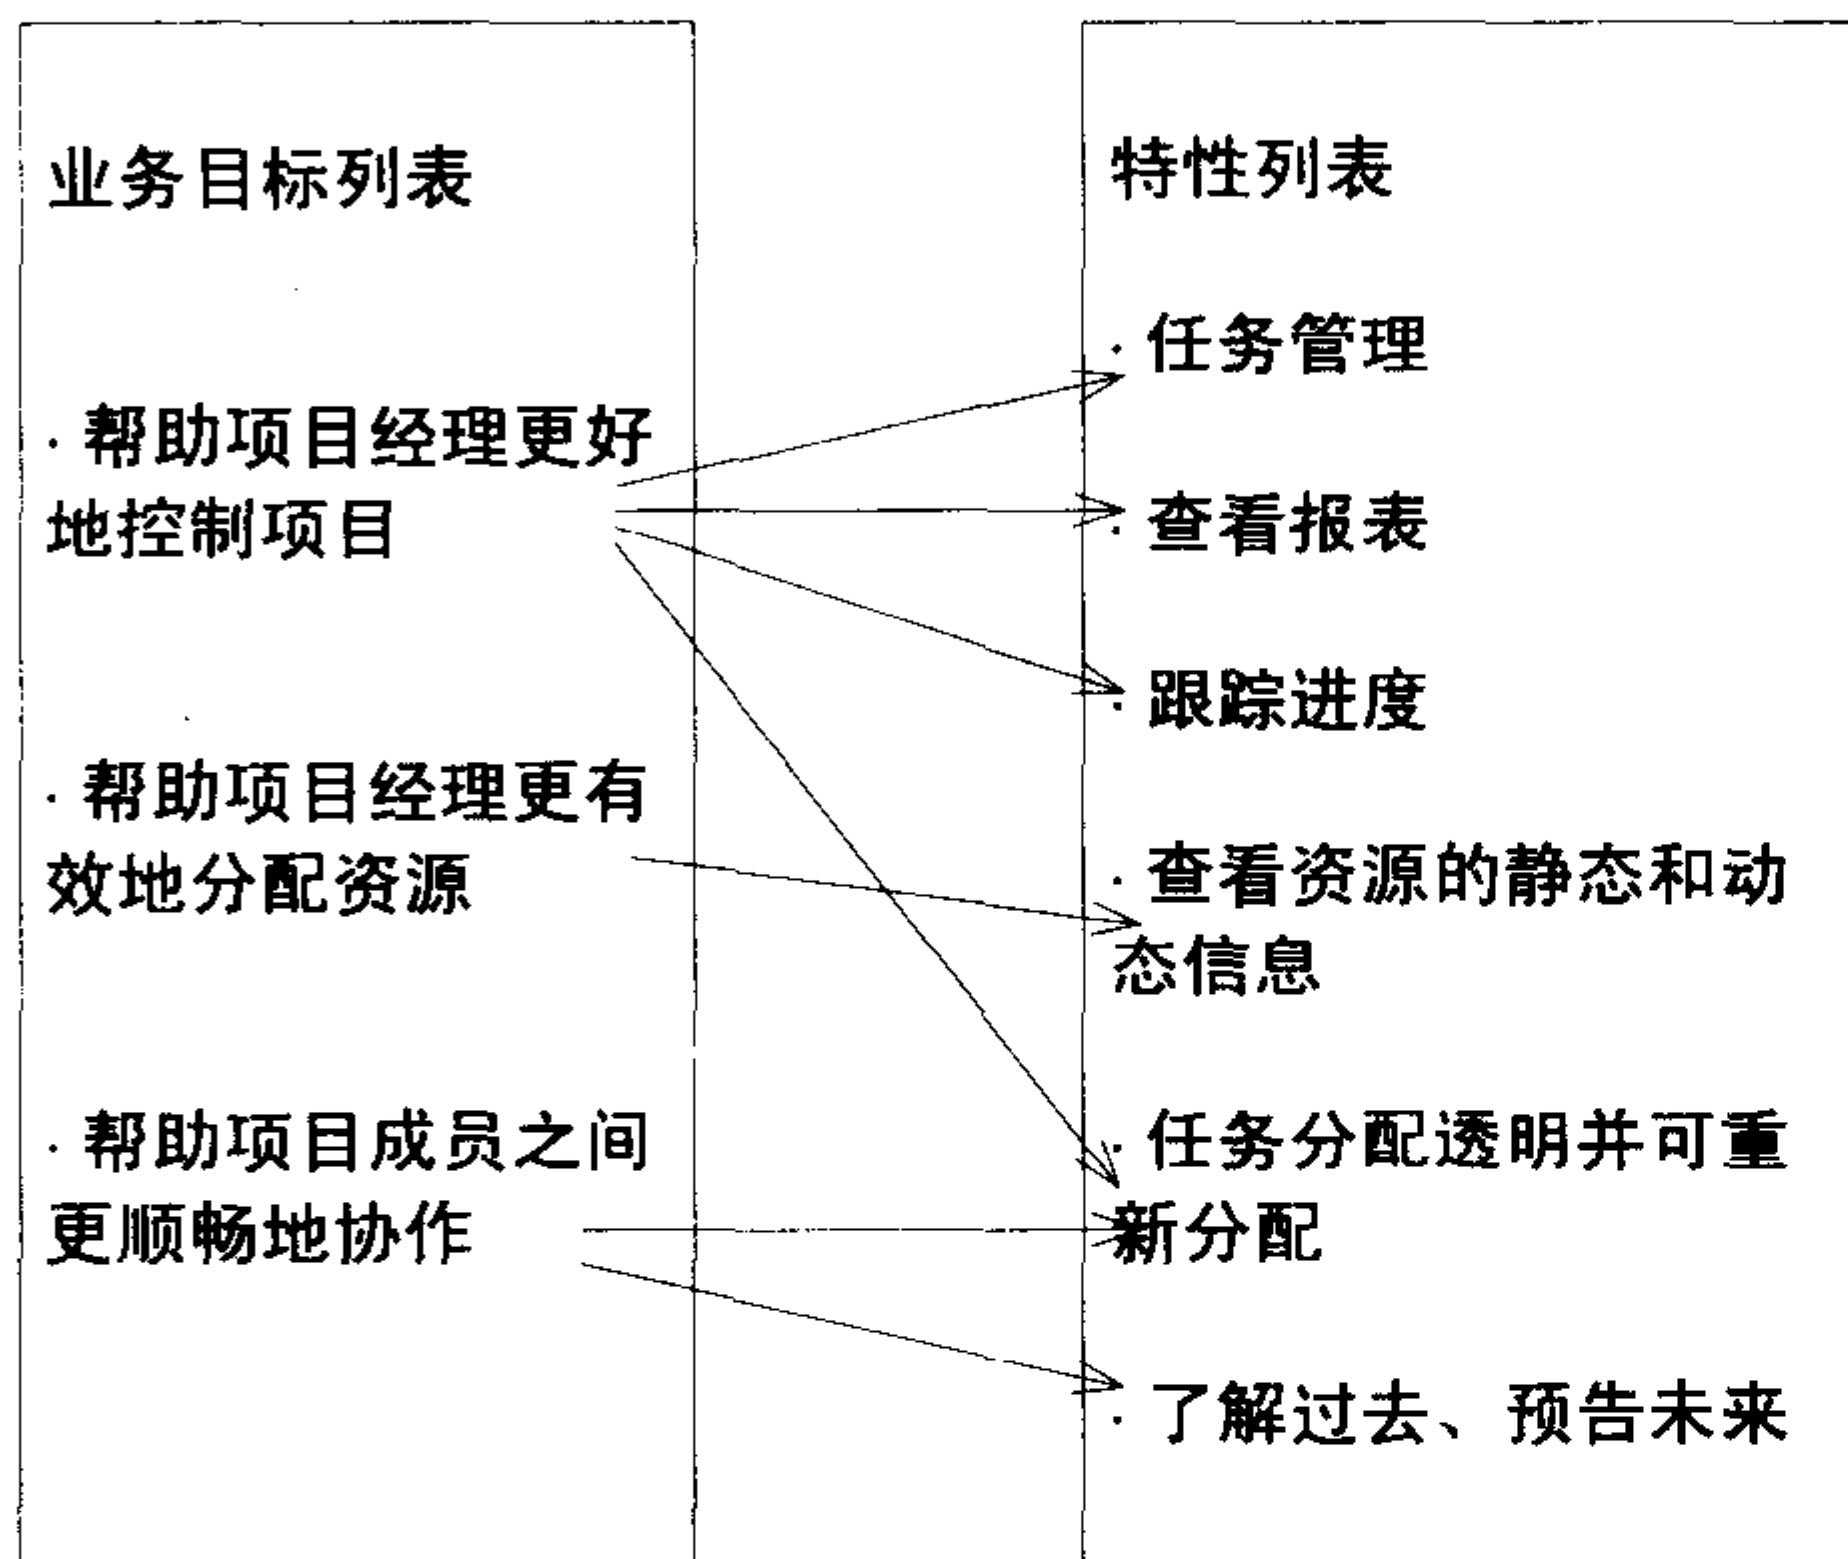 业务目标列表
· 帮助项目经理更好
地控制项目
· 帮助项目经理更有
效地分配资源
· 帮助项目成员之间
更顺畅地协作
特性列表
· 任务管理
· 查看报表
· 跟踪进度
· 查看资源的静态和动
态信息
· 任务分配透明并可重
新分配
· 了解过去、预告未来